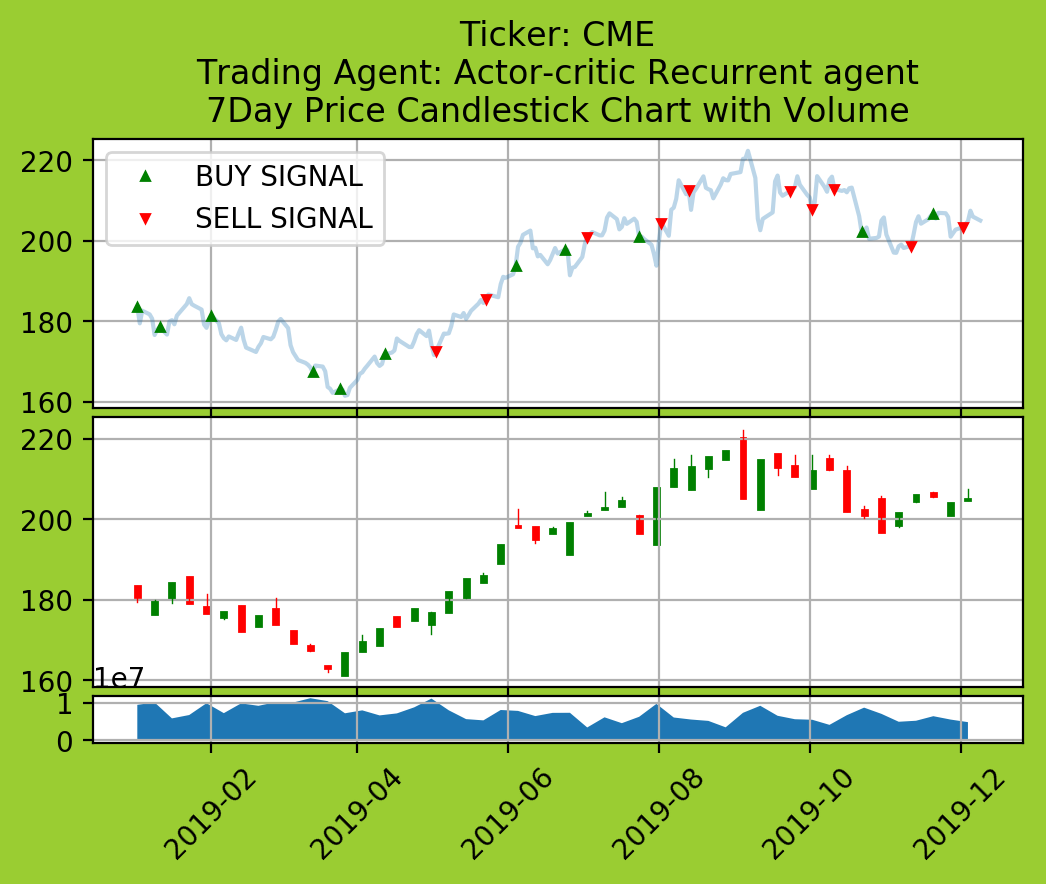 Ticker: CME
Trading Agent: Actor-critic Recurrent agent
7Day Price Candlestick Chart with Volume
220
200
180
160
BUY SIGNAL
SELL SIGNAL
220
200
180
160
1e7
1
0
2019-02
2019-04
2019-06
2019-08
2019-10
2019-12